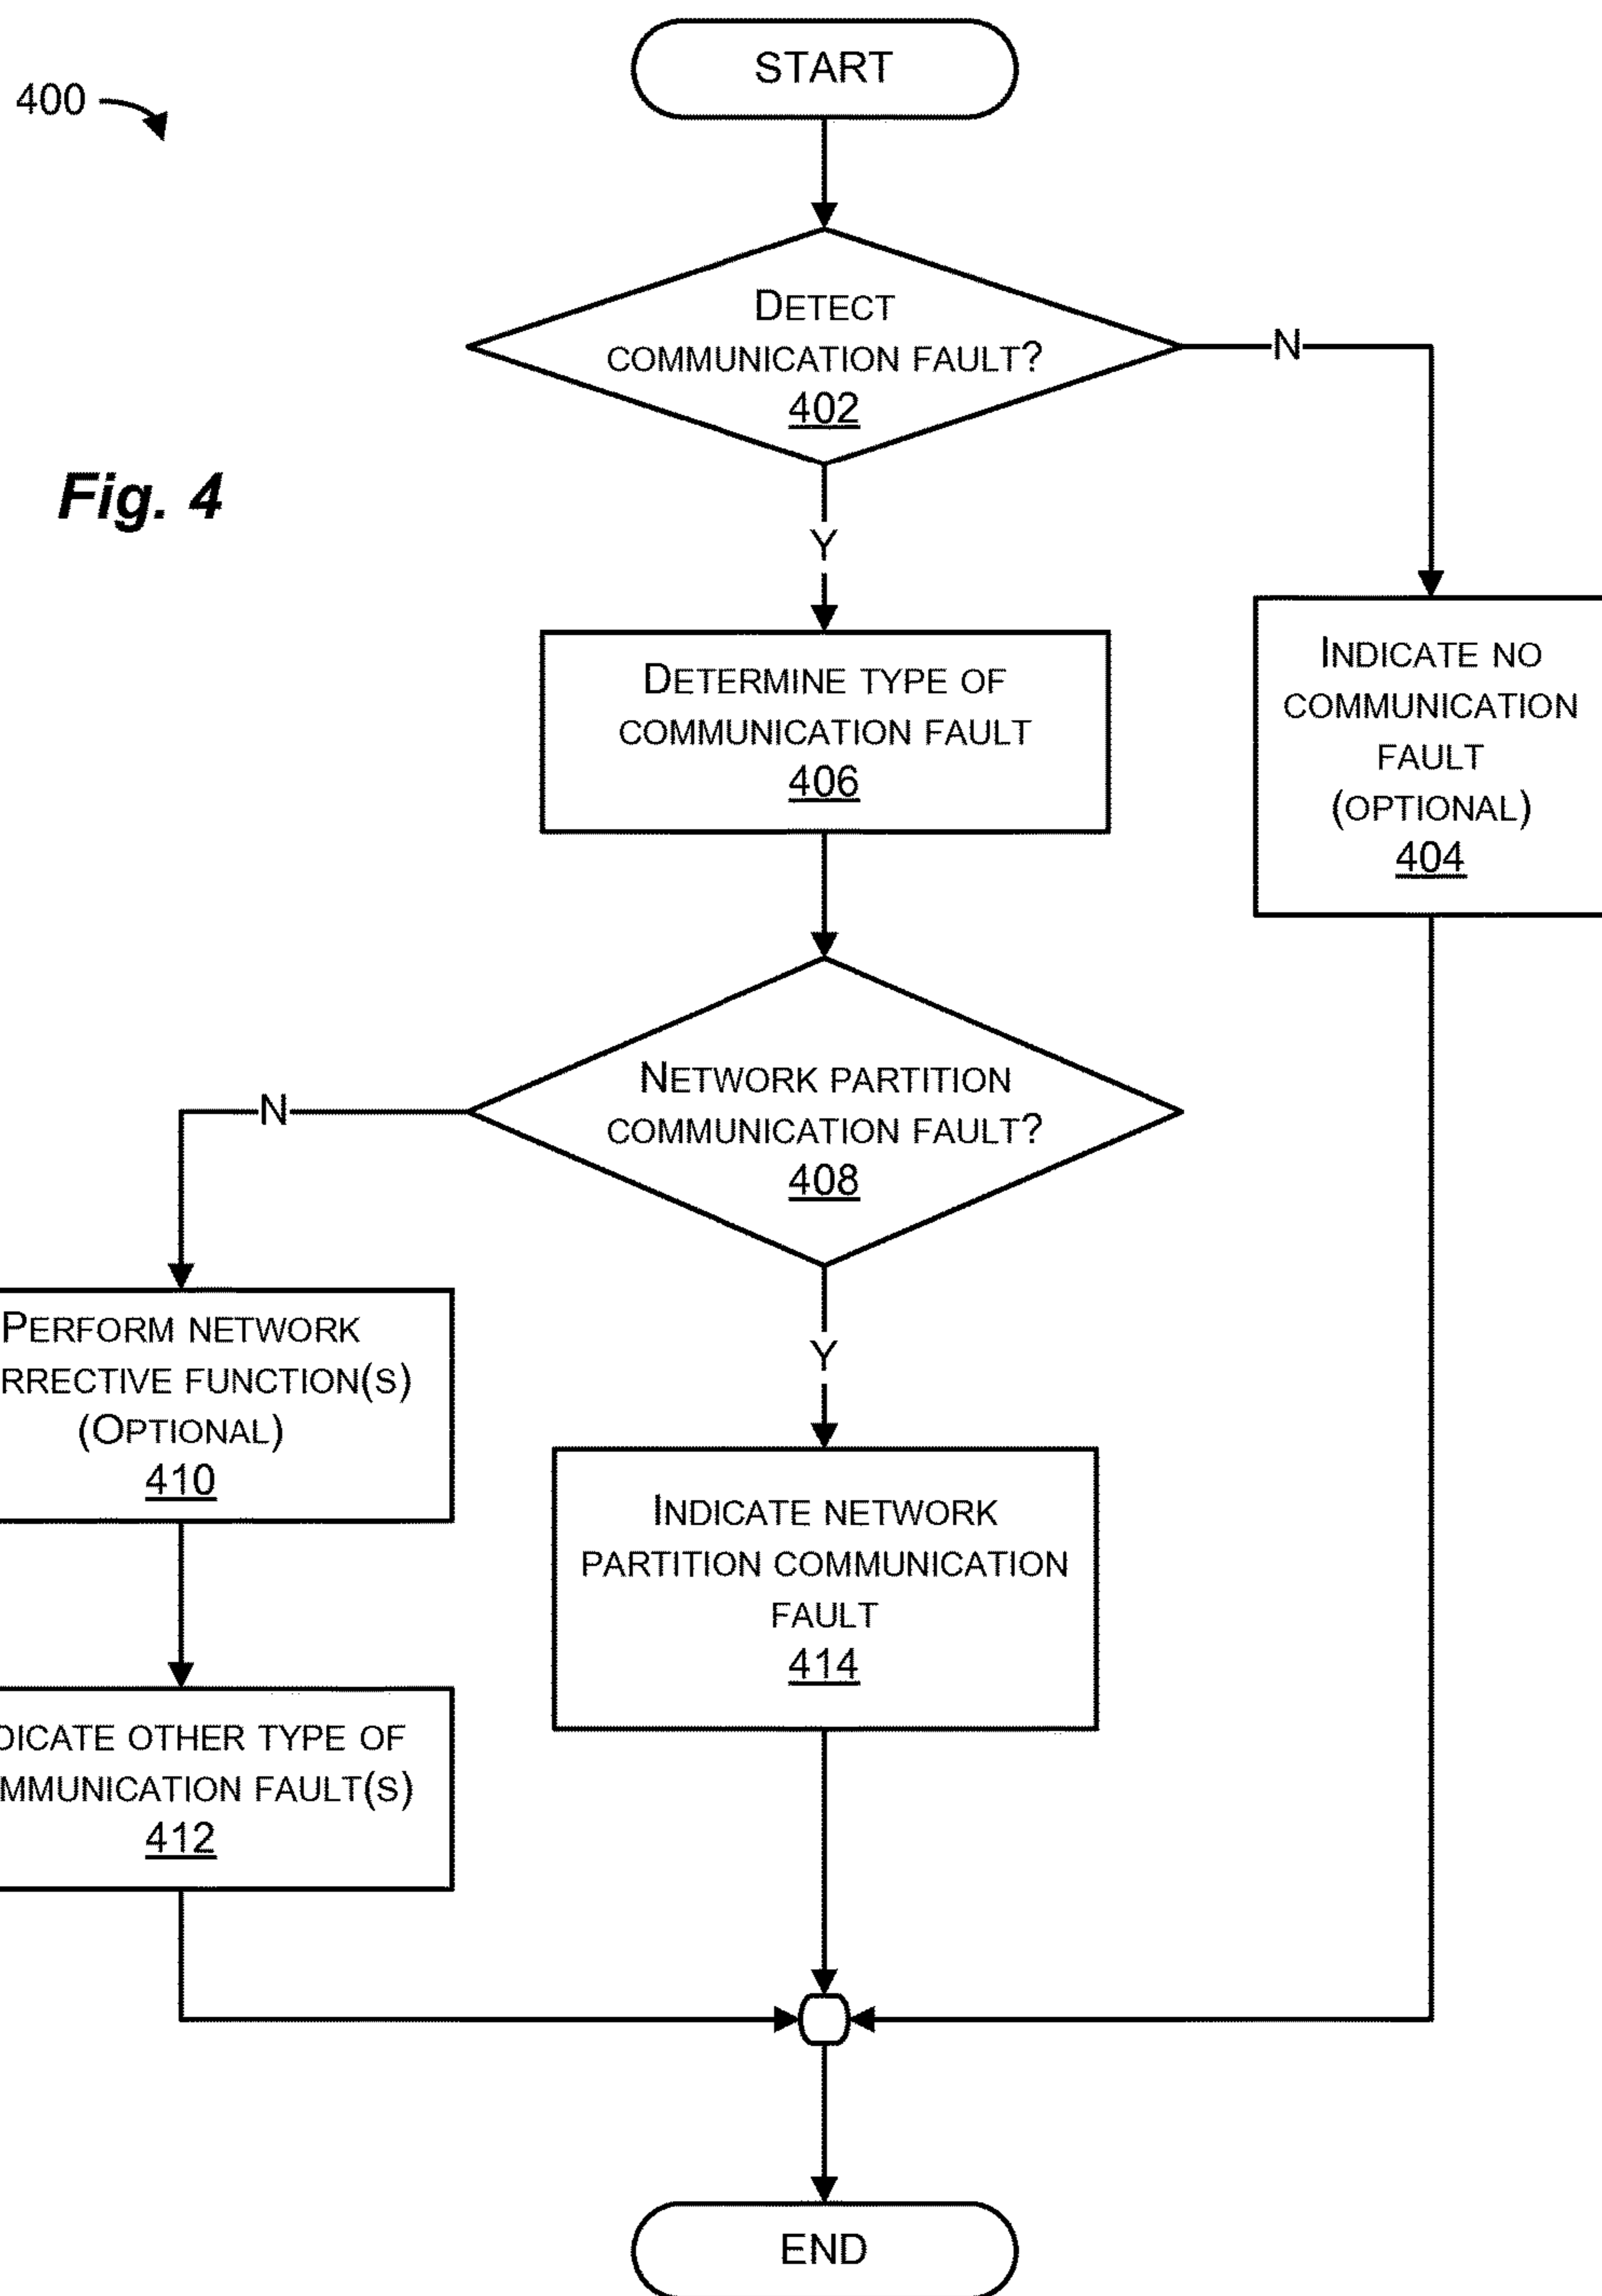 START
400
DETECT
COMMUNICATION FAULT?
402
N
Fig. 4
Y
DETERMINE TYPE OF
COMMUNICATION FAULT
406
INDICATE NO
COMMUNICATION
FAULT
(OPTIONAL)
404
NETWORK PARTITION
COMMUNICATION FAULT?
408
N
Y
PERFORM NETWORK
RRECTIVE FUNCTION(S)
(OPTIONAL)
410
INDICATE NETWORK
PARTITION COMMUNICATION
FAULT
414
DICATE OTHER TYPE OF
MMUNICATION FAULT(S)
412
END